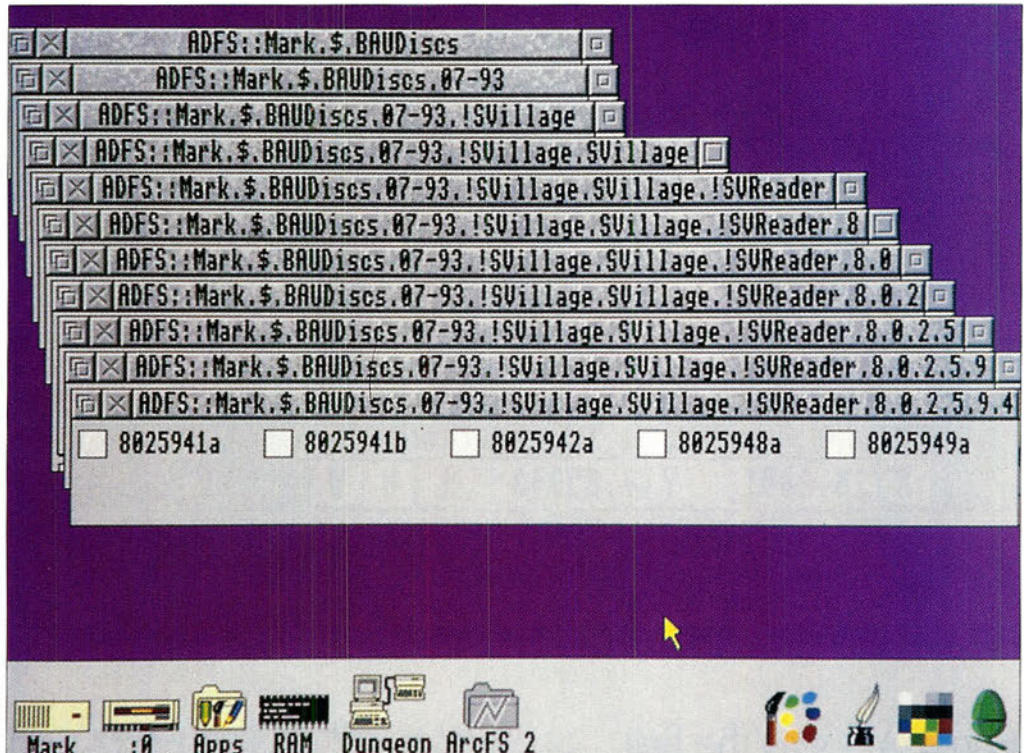 ADFS::Mark.$.BAUDiscs
ADFS::Mark.$.BAUDiscs.07-93
ADFS::Mark.$.BAUDiscs.07-93.!SVillage
ADFS::Mark.$.BAUDiscs.07-93.!SVillage.SVillage
ADFS::Mark.$.BAUDiscs.07-93.!SVillage.SVillage.!SVReader
ADFS::Mark.$.BAUDiscs.07-93.!SVillage.SVillage.!SVReader.8
ADFS::Mark.$.BAUDiscs.07-93.!SVillage.SVillage.!SVReader.8.0
ADFS::Mark.$.BAUDiscs.07-93.!SVillage.SVillage.!SVReader.8.0.2
ADFS::Mark.$.BAUDiscs.07-93.!SVillage.SVillage.!SVReader.8.0.2.5
ADFS::Mark.$.BAUDiscs.07-93.!SVillage.SVillage.!SVReader.8.0.2.5.9
ADFS::Mark.$.BAUDiscs.07-93.!SVillage.SVillage.!SVReader.8.0.2.5.9.4
8025941a 8025941b 8025942a 8025948a 8025949a
Mark :0 Apps RAM Dungeon ArcFS 2